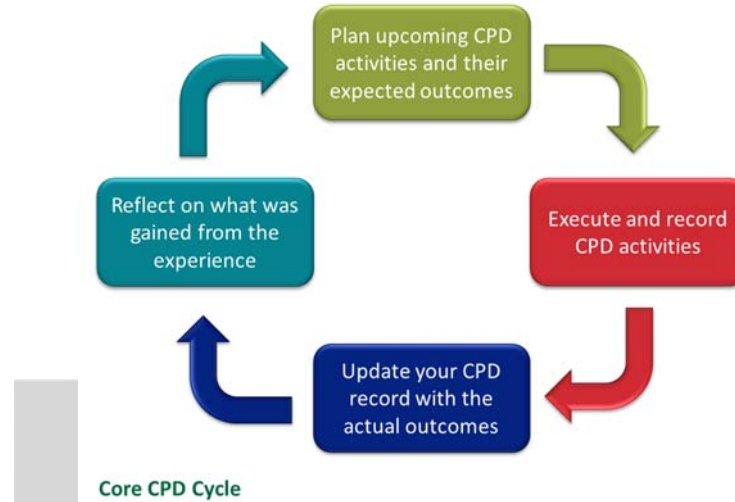 Plan upcoming CPD
activities and their
expected outcomes
Execute and record
CPD activities
Update your CPD
record with the
actual outcomes
Reflect on what was
gained from the
experience
Core CPD Cycle